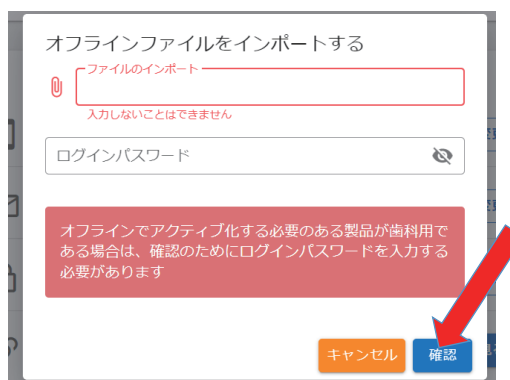 オフラインファイルをインポートする
ファイルのインポート
入力しないことはできません
ログインパスワード
オフラインでアクティブ化する必要のある製品が歯科用で
ある場合は、確認のためにログインパスワードを入力する
必要があります
キャンセル
確認